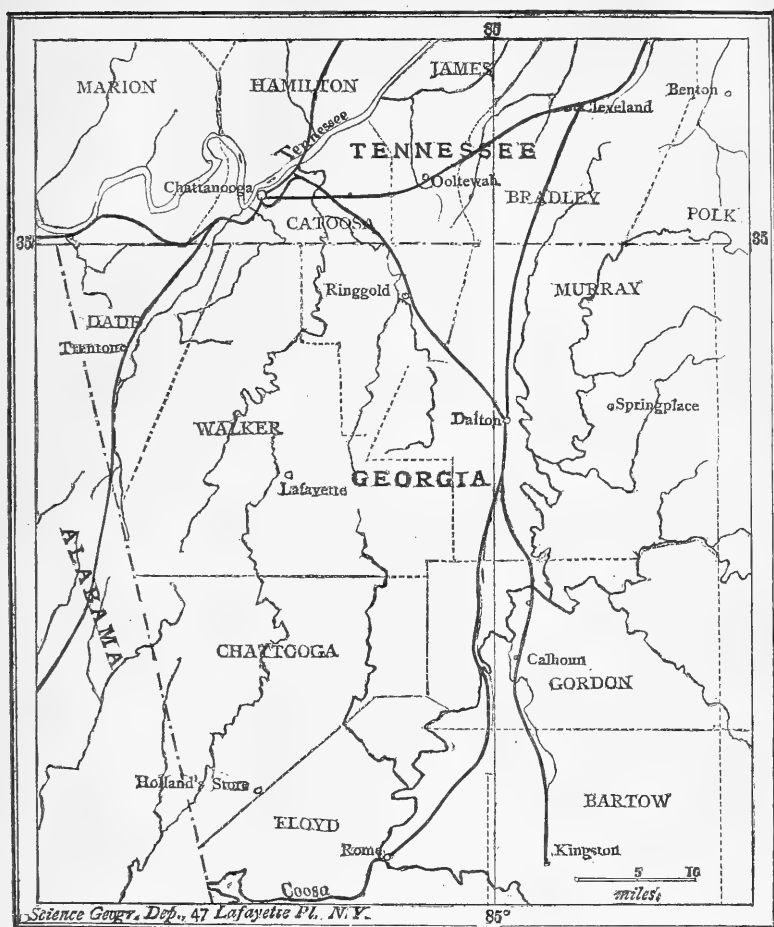 85
MARION
HAMILTON
JAMES
Benton
Cleveland
Tennessee
TENNESSEE
Chattanooga
Ooltewah
BRADLEY
CATOOSA
POLK
35
35
Ringgold
MURRAY
DADE
Trentone
Springplace
Dalton
WALKER
GEORGIA
Lafayette
ALABAMA
CHATTOOGA
Calhoun
GORDON
Holland's Store
BARTOW
FLOYD
Rome
Kingston
5 10
miles.
Coosa
Science Geogr. Dep., 47 Lafayette Pl. N.Y.
85°